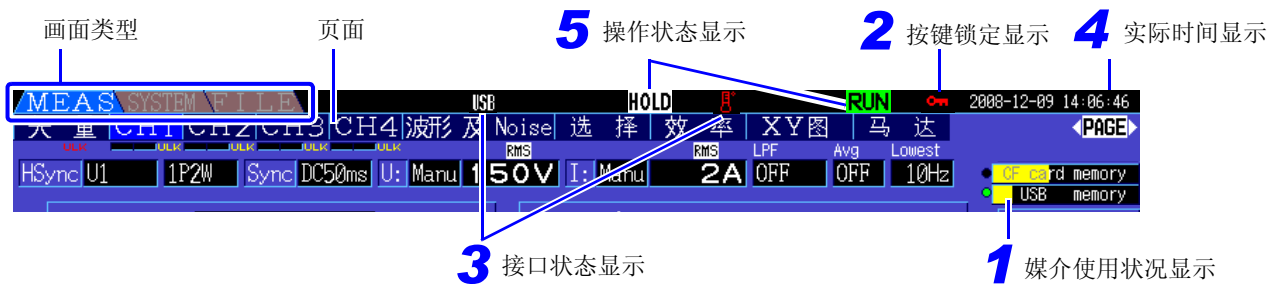 画面类型 页面 5 操作状态显示 2 按键锁定显示 4 实际时间显示
MEAS SYSTEM FILE USB HOLD RUN 2008-12-09 14:06:46
矢 量 CH1 CH2 CH3 CH4 波形 及 Noise 选 择 效 率 XY图 马 达 PAGE
ULK ULK ULK ULK RMS RMS LPF Avg Lowest
HSync U1 1P2W Sync DC50ms U: Manu 150V I: Manu 2A OFF OFF 10Hz CF card memory
USB memory
3 接口状态显示 1 媒介使用状况显示